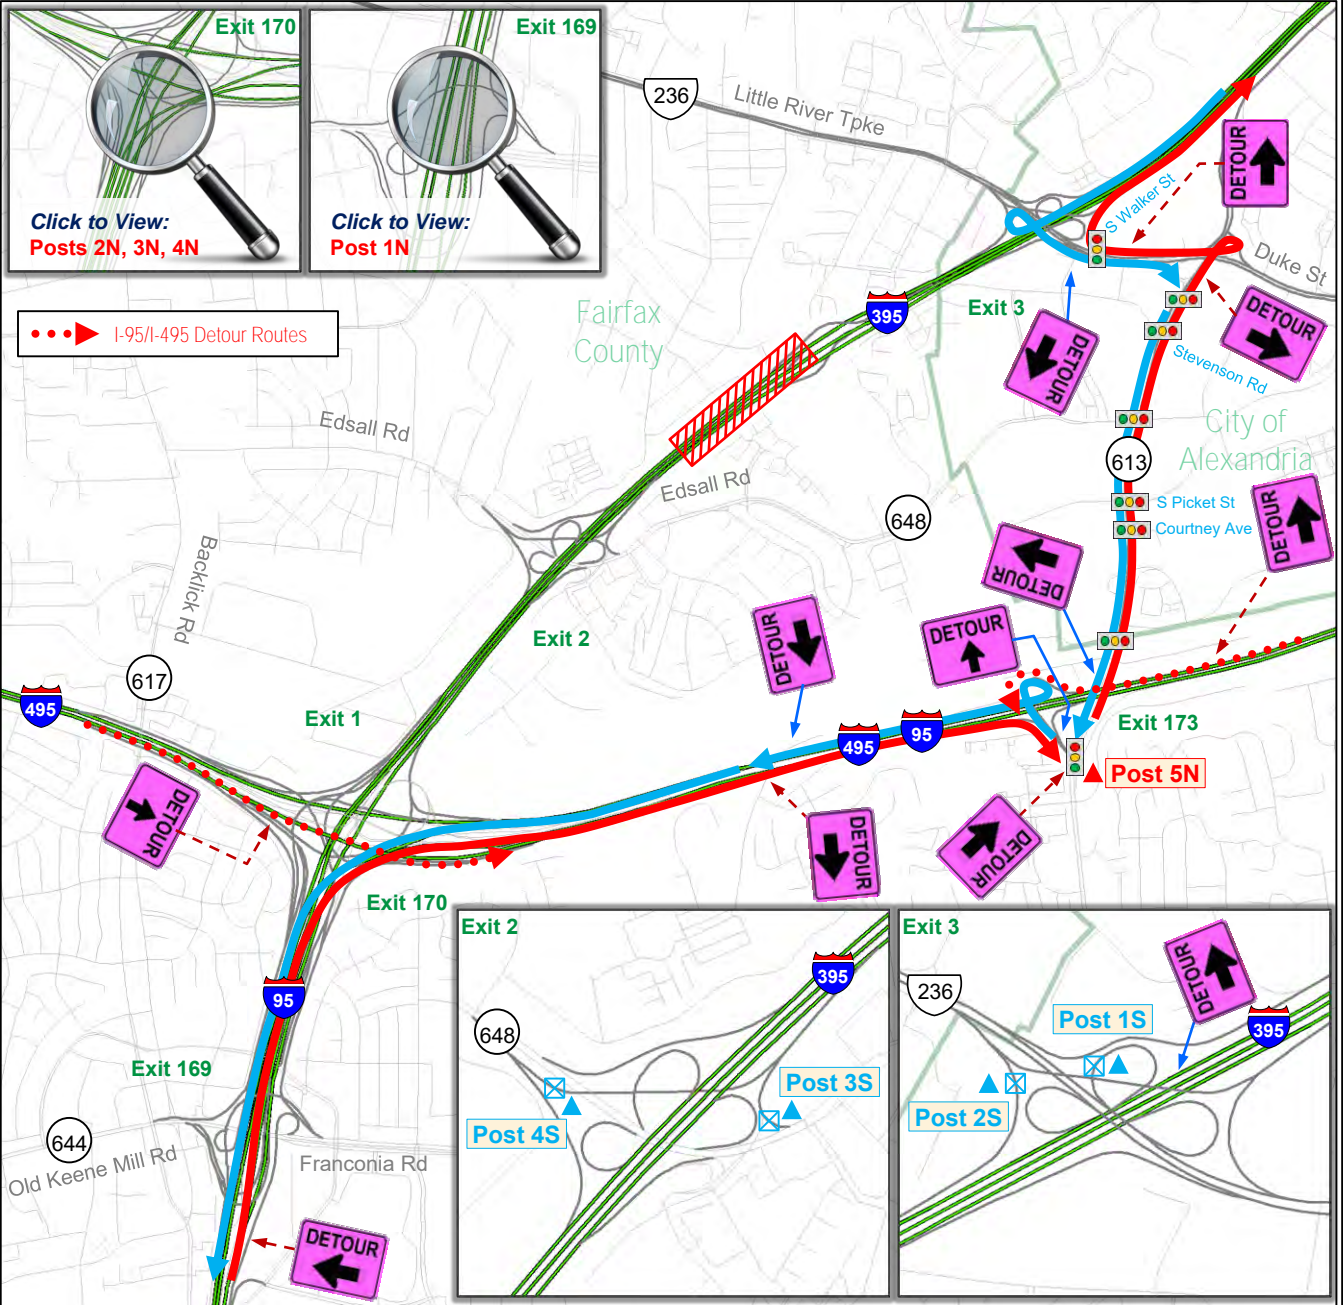 Exit 170
Click to View:
Posts 2N, 3N, 4N
Exit 169
Click to View:
Post 1N
236
Little River Tpke
DETOUR
S Walker St
Duke St
I-95/I-495 Detour Routes
Fairfax
County
395
Exit 3
DETOUR
DETOUR
Stevenson Rd
Edsall Rd
City of
Alexandria
613
Edsall Rd
648
S Picket St
Courtney Ave
DETOUR
DETOUR
Backlick Rd
Exit 2
DETOUR
DETOUR
617
495
Exit 1
Exit 173
495
95
Post 5N
DETOUR
DETOUR
DETOUR
Exit 170
95
Exit 169
644
Old Keene Mill Rd
Franconia Rd
DETOUR
Exit 2
395
648
Post 3S
Post 4S
Exit 3
236
DETOUR
395
Post 1S
Post 2S